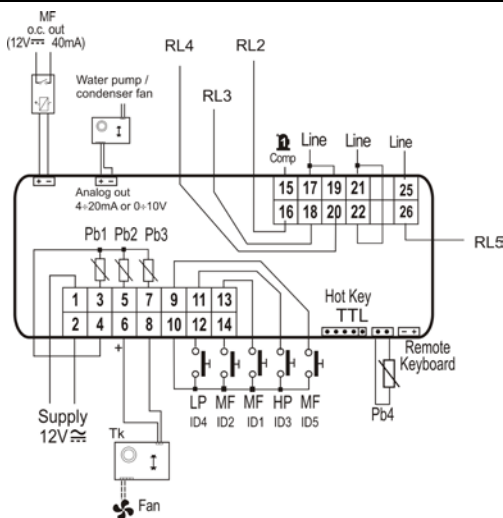 MF
o.c. out
(12V⎓ 40mA)
RL4
RL2
RL3
Water pump /
condenser fan
1
Comp
Line
Line
Line
15 17 19 21 25
16 18 20 22 26
Analog out
4÷20mA or 0÷10V
RL5
Pb1 Pb2 Pb3
1 3 5 7 9 11 13
2 4 6 8 10 12 14
+
Hot Key
TTL
Remote
Keyboard
LP MF MF HP MF
ID4 ID2 ID1 ID3 ID5
Pb4
Supply
12V
Tk
Fan